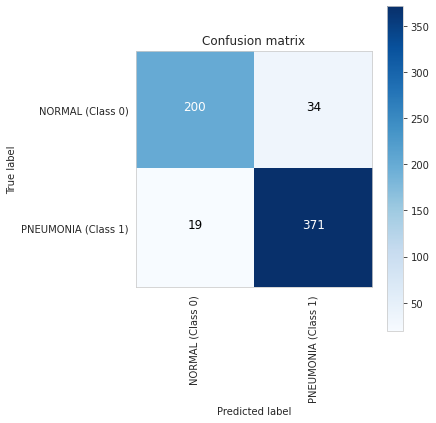 Confusion matrix
True label
NORMAL (Class 0)
200
34
PNEUMONIA (Class 1)
19
371
NORMAL (Class 0)
PNEUMONIA (Class 1)
Predicted label
350
300
250
200
150
100
50